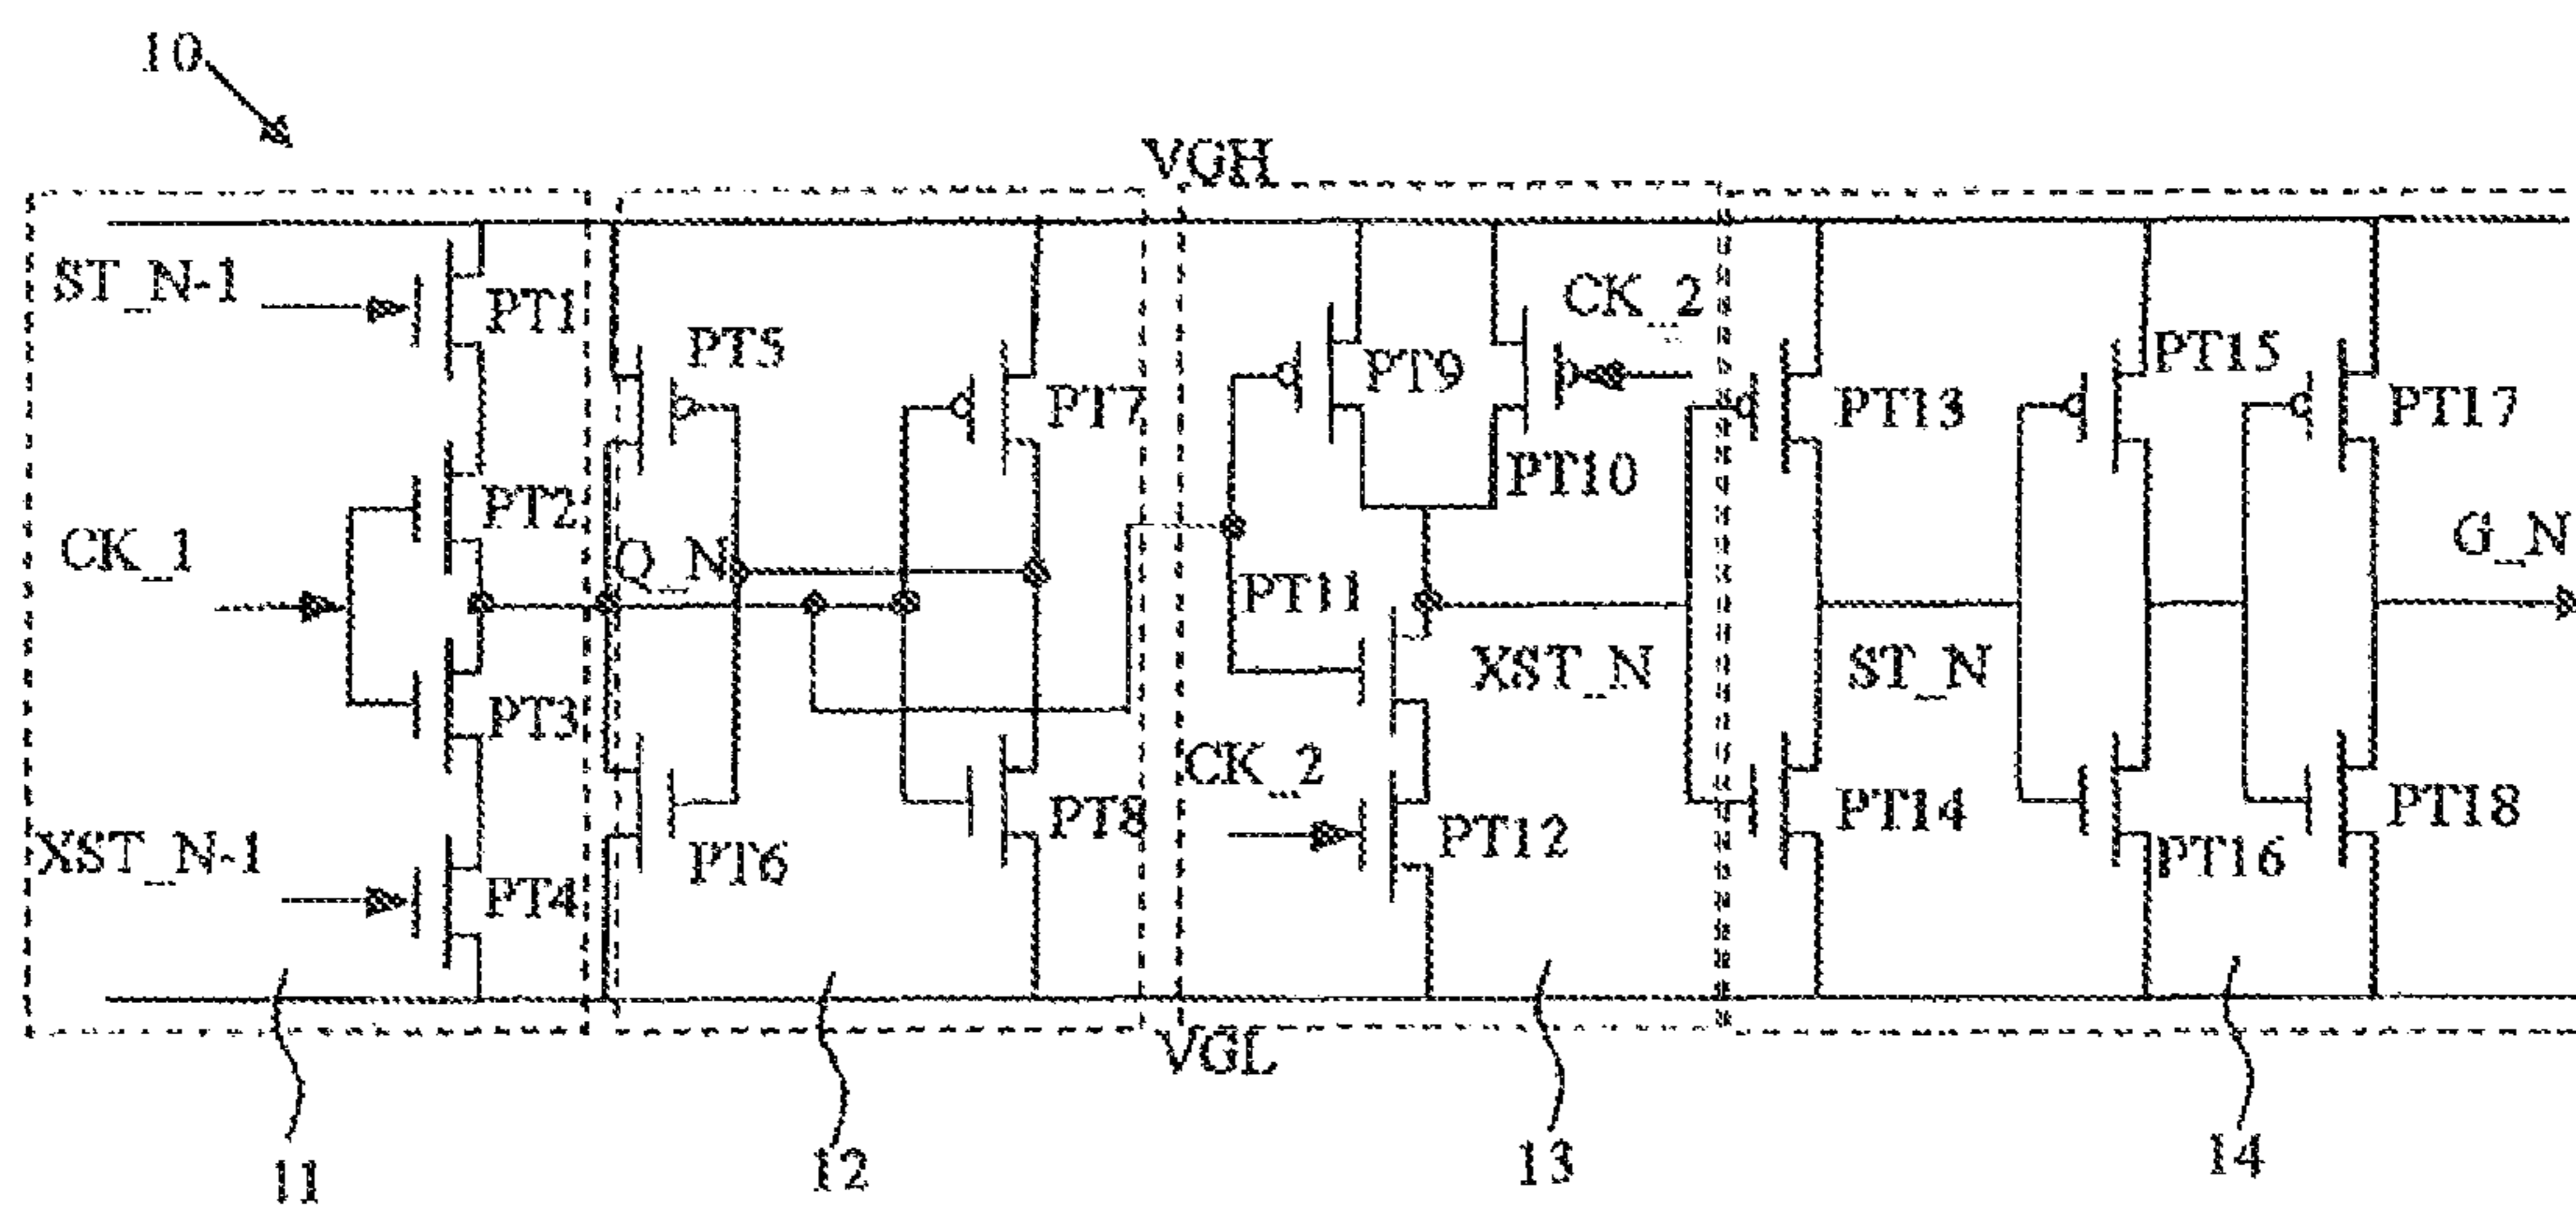 10
VGH
ST_N-1
PT1
PT5
PT7
PT9
CK_2
PT10
PT13
PT15
PT17
CK_1
PT2
Q_N
PT11
G_N
PT3
XST_N
ST_N
CK_2
XST_N-1
PT4
PT6
PT8
PT12
PT14
PT16
PT18
VGL
11
12
13
14